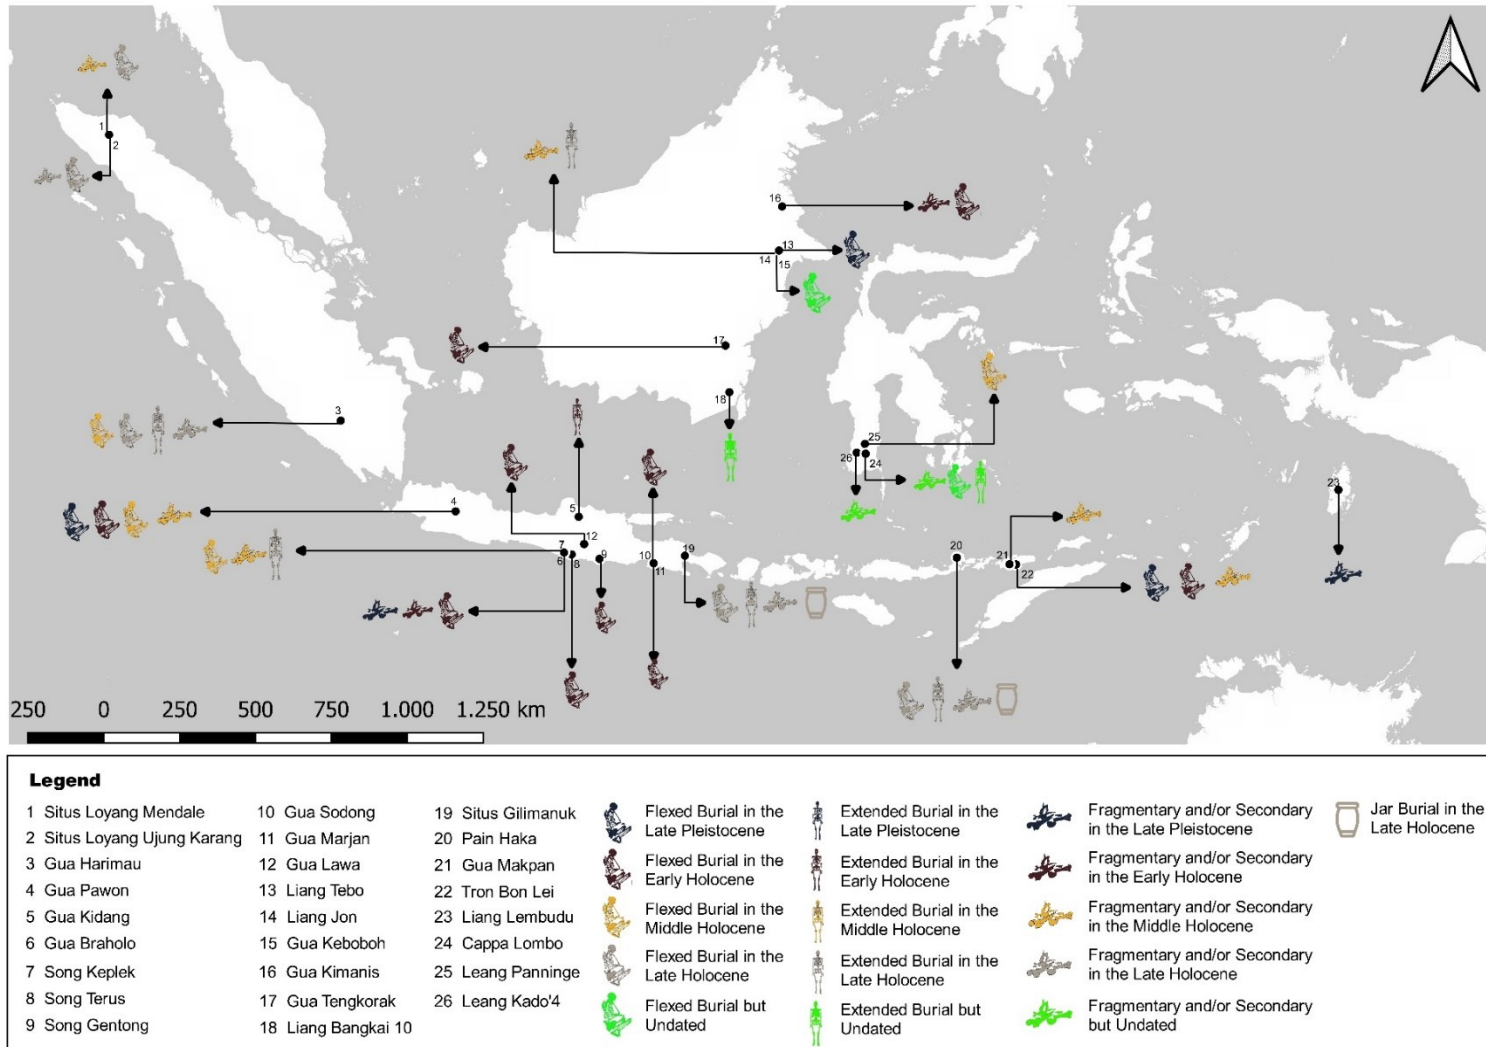 1
2
16
13
14
15
17
18
3
25
26
24
23
4
5
12
7
6
8
9
10
11
19
20
21
22
250 0 250 500 750 1.000 1.250 km
Legend
1 Situs Loyang Mendale
2 Situs Loyang Ujung Karang
3 Gua Harimau
4 Gua Pawon
5 Gua Kidang
6 Gua Braholo
7 Song Keplek
8 Song Terus
9 Song Gentong
10 Gua Sodong
11 Gua Marjan
12 Gua Lawa
13 Liang Tebo
14 Liang Jon
15 Gua Keboboh
16 Gua Kimanis
17 Gua Tengkorak
18 Liang Bangkai 10
19 Situs Gilimanuk
20 Pain Haka
21 Gua Makpan
22 Tron Bon Lei
23 Liang Lembudu
24 Cappa Lombo
25 Leang Panninge
26 Leang Kado'4
Flexed Burial in the
Late Pleistocene
Flexed Burial in the
Early Holocene
Flexed Burial in the
Middle Holocene
Flexed Burial in the
Late Holocene
Flexed Burial but
Undated
Extended Burial in the
Late Pleistocene
Extended Burial in the
Early Holocene
Extended Burial in the
Middle Holocene
Extended Burial in the
Late Holocene
Extended Burial but
Undated
Fragmentary and/or Secondary
in the Late Pleistocene
Fragmentary and/or Secondary
in the Early Holocene
Fragmentary and/or Secondary
in the Middle Holocene
Fragmentary and/or Secondary
in the Late Holocene
Fragmentary and/or Secondary
but Undated
Jar Burial in the
Late Holocene